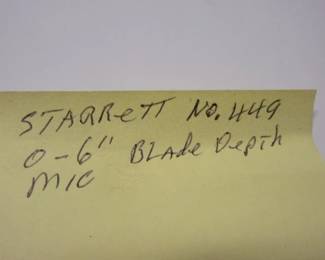 STARReTT No. 449
0-6" BLAde Depth
MIC